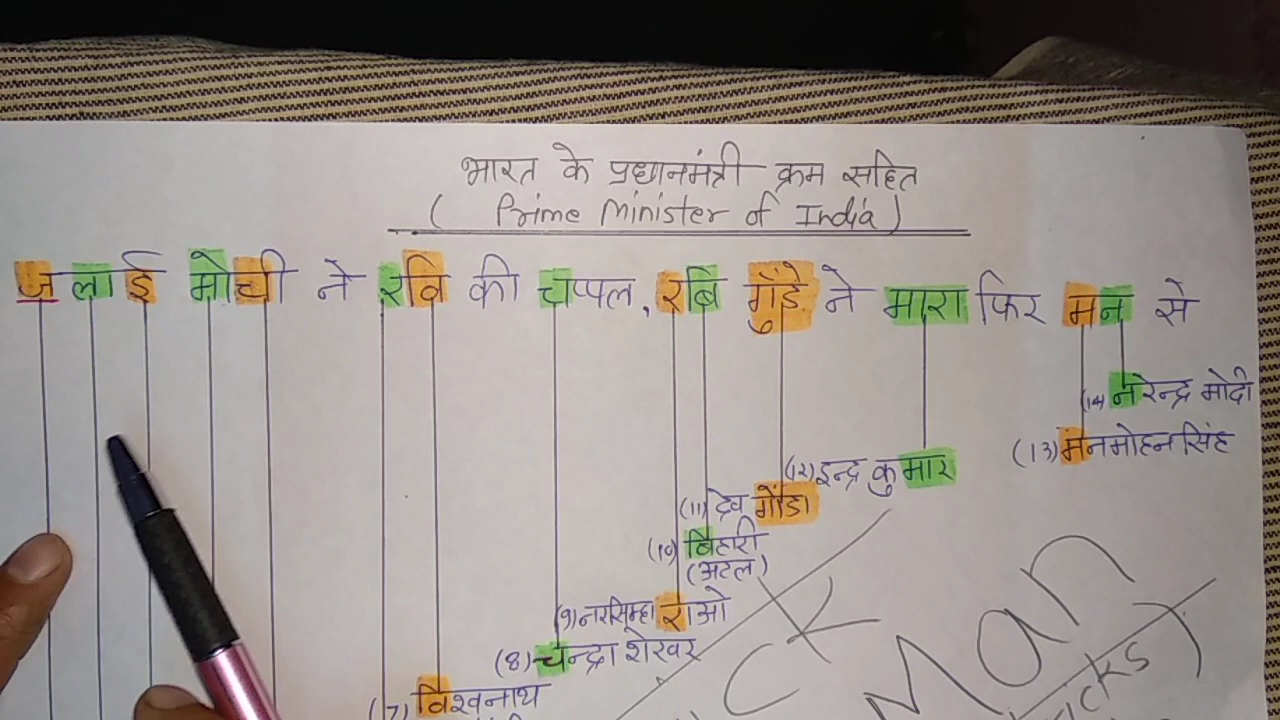 भारत के प्रधानमंत्री क्रम सहित
( Prime Minister of India )
ज लाई मोची ने रवि की चप्पल, रबि गुंडे ने मारा फिर मन से
(14) नरेन्द्र मोदी
(13) मनमोहन सिंह
(12) इन्द्र कुमार
(11) देव गौडा
(10) बिहारी
(अटल)
(9) नरसिम्हा राओ
(8) चन्द्रा शेखर
(7) विश्वनाथ
Man